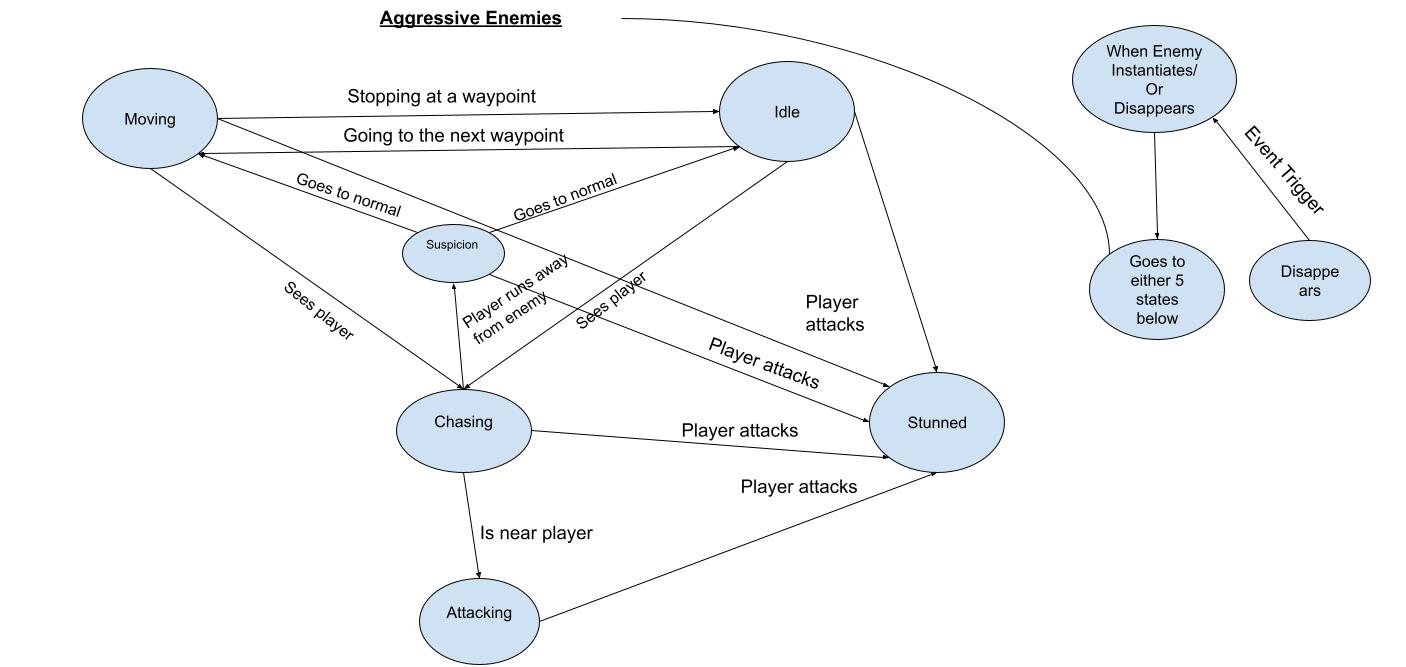 Aggressive Enemies
When Enemy
Instantiates/
Or
Disappears
Moving
Stopping at a waypoint
Idle
Going to the next waypoint
Event Trigger
Goes to normal
Goes to normal
Suspicion
Goes to
either 5
states
below
Disappe
ars
Sees player
Player runs away
from enemy
Sees player
Player
attacks
Player attacks
Chasing
Player attacks
Stunned
Player attacks
Is near player
Attacking